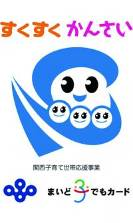 すくすく かんさい
関西子育て世帯応援事業
まいど子でもカード